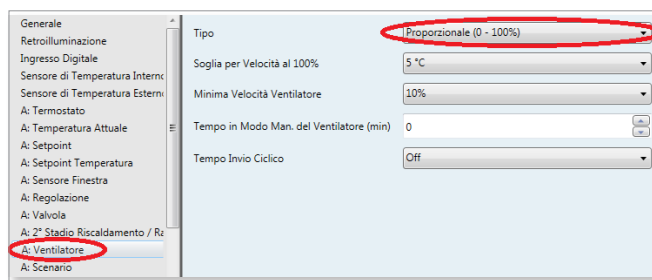 Generale
Retroilluminazione
Ingresso Digitale
Sensore di Temperatura Interno
Sensore di Temperatura Esterno
A: Termostato
A: Temperatura Attuale
A: Setpoint
A: Setpoint Temperatura
A: Sensore Finestra
A: Regolazione
A: Valvola
A: 2° Stadio Riscaldamento / Ra
A: Ventilatore
A: Scenario
Tipo Proporzionale (0 - 100%)
Soglia per Velocità al 100% 5 °C
Minima Velocità Ventilatore 10%
Tempo in Modo Man. del Ventilatore (min) 0
Tempo Invio Ciclico Off